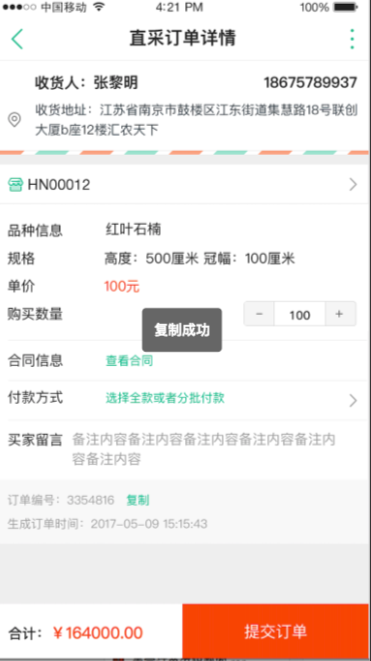 中国移动 4:21 PM 100%
直采订单详情
收货人：张黎明 18675789937
收货地址：江苏省南京市鼓楼区江东街道集慧路18号联创
大厦b座12楼汇农天下
HN00012
品种信息 红叶石楠
规格 高度：500厘米 冠幅：100厘米
单价 100元
购买数量 － 100 ＋
复制成功
合同信息 查看合同
付款方式 选择全款或者分批付款
买家留言 备注内容备注内容备注内容备注内容备注内
容备注内容
订单编号：3354816 复制
生成订单时间：2017-05-09 15:15:43
合计：￥164000.00 提交订单